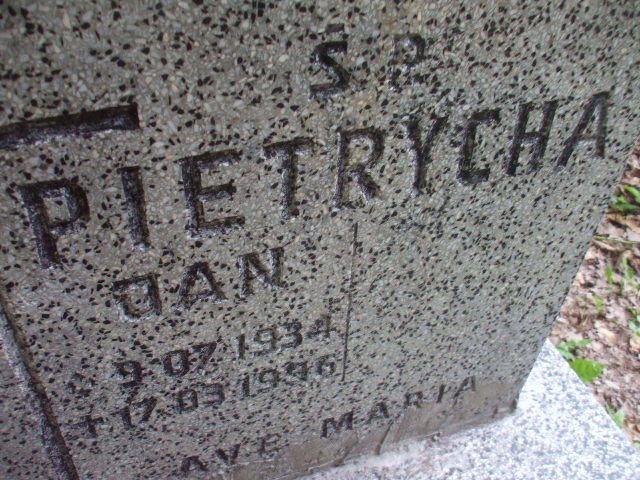 Ś.P.
PIETRYCHA
JAN
* 9.07.1934
+ 17.03.1996
AVE MARIA